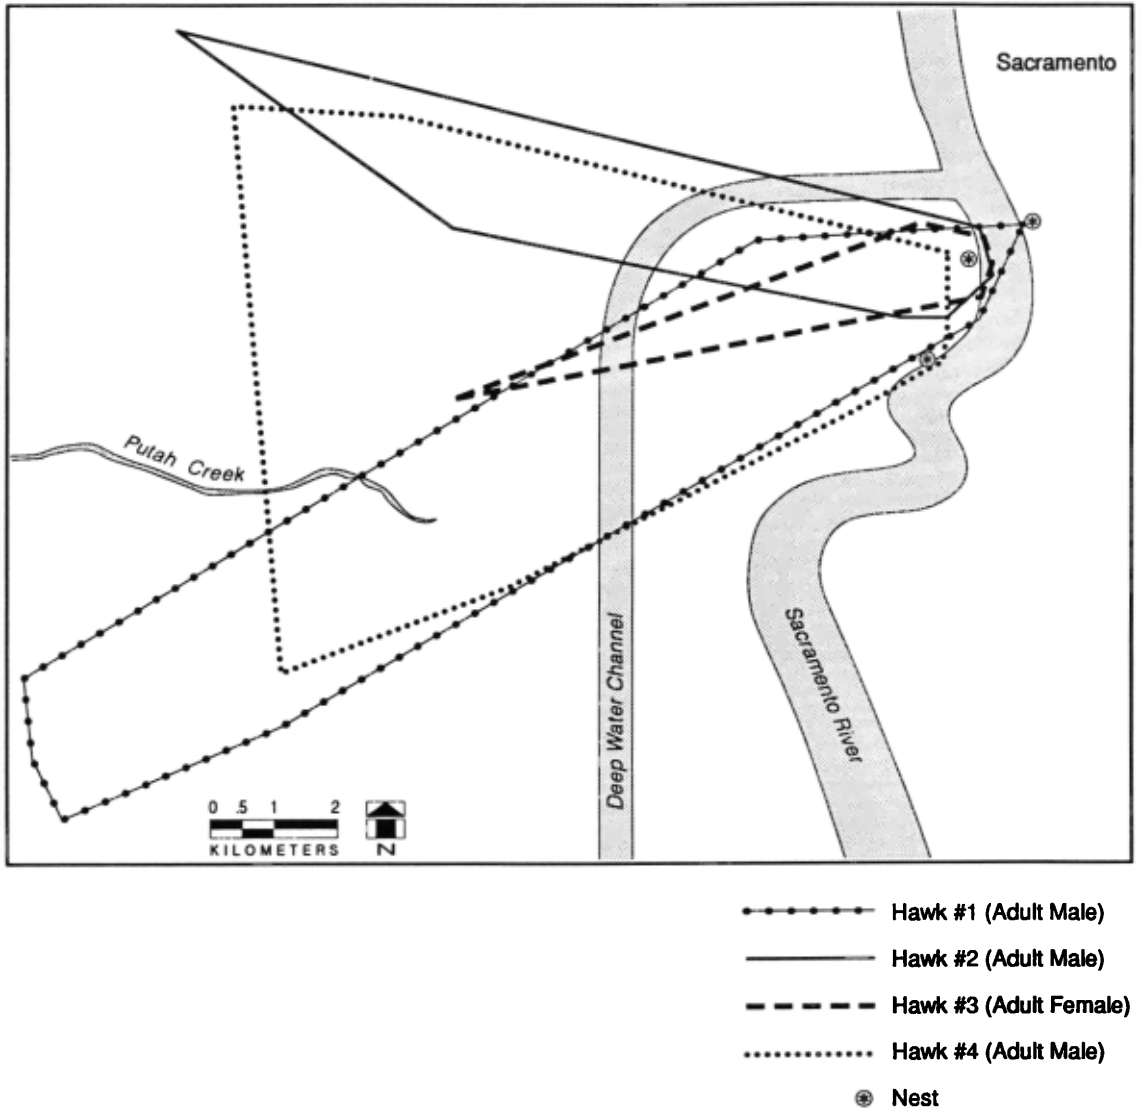 Sacramento
Putah Creek
Deep Water Channel
Sacramento River
0 .5 1 2
KILOMETERS
N
Hawk #1 (Adult Male)
Hawk #2 (Adult Male)
Hawk #3 (Adult Female)
Hawk #4 (Adult Male)
Nest